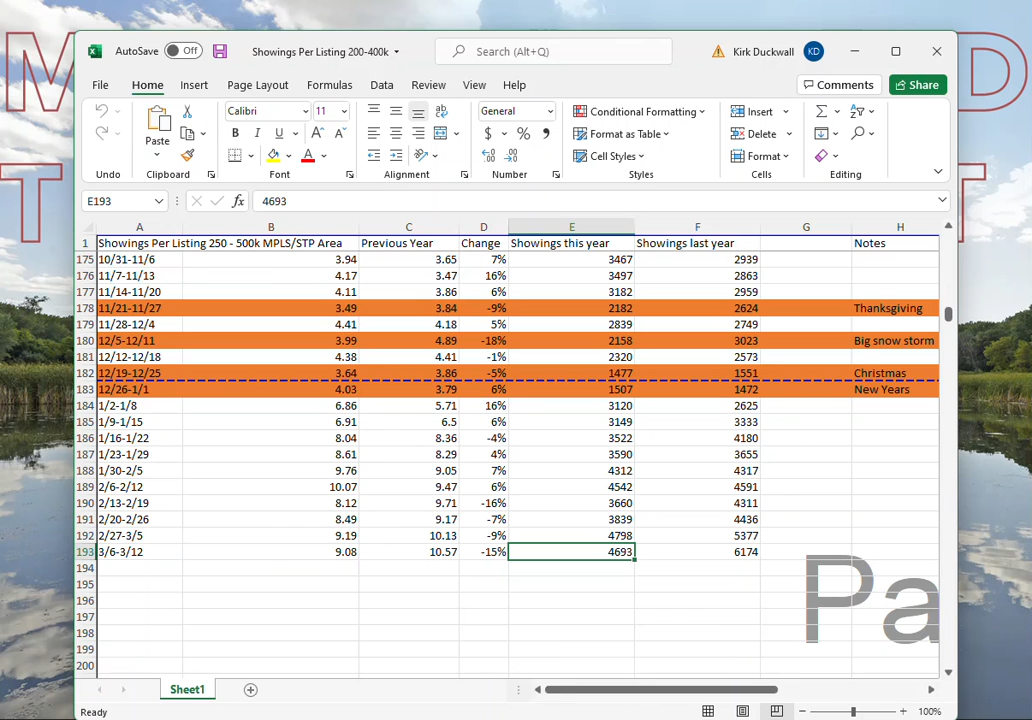 AutoSave Off Showings Per Listing 200-400k Search (Alt+Q) Kirk Duckwall KD
File Home Insert Page Layout Formulas Data Review View Help Comments Share
Paste Calibri 11 General Conditional Formatting Insert
B I U A A $ % , Format as Table Delete
A ab Cell Styles Format
Undo Clipboard Font Alignment Number Styles Cells Editing
E193 fx 4693
A B C D E F G H
1 Showings Per Listing 250 - 500k MPLS/STP Area Previous Year Change Showings this year Showings last year Notes
175 10/31-11/6 3.94 3.65 7% 3467 2939
176 11/7-11/13 4.17 3.47 16% 3497 2863
177 11/14-11/20 4.11 3.86 6% 3182 2959
178 11/21-11/27 3.49 3.84 -9% 2182 2624 Thanksgiving
179 11/28-12/4 4.41 4.18 5% 2839 2749
180 12/5-12/11 3.99 4.89 -18% 2158 3023 Big snow storm
181 12/12-12/18 4.38 4.41 -1% 2320 2573
182 12/19-12/25 3.64 3.86 -5% 1477 1551 Christmas
183 12/26-1/1 4.03 3.79 6% 1507 1472 New Years
184 1/2-1/8 6.86 5.71 16% 3120 2625
185 1/9-1/15 6.91 6.5 6% 3149 3333
186 1/16-1/22 8.04 8.36 -4% 3522 4180
187 1/23-1/29 8.61 8.29 4% 3590 3655
188 1/30-2/5 9.76 9.05 7% 4312 4317
189 2/6-2/12 10.07 9.47 6% 4542 4591
190 2/13-2/19 8.12 9.71 -16% 3660 4311
191 2/20-2/26 8.49 9.17 -7% 3839 4436
192 2/27-3/5 9.19 10.13 -9% 4798 5377
193 3/6-3/12 9.08 10.57 -15% 4693 6174
194
195
196
197
198
199
200
Pa
Sheet1
Ready 100%